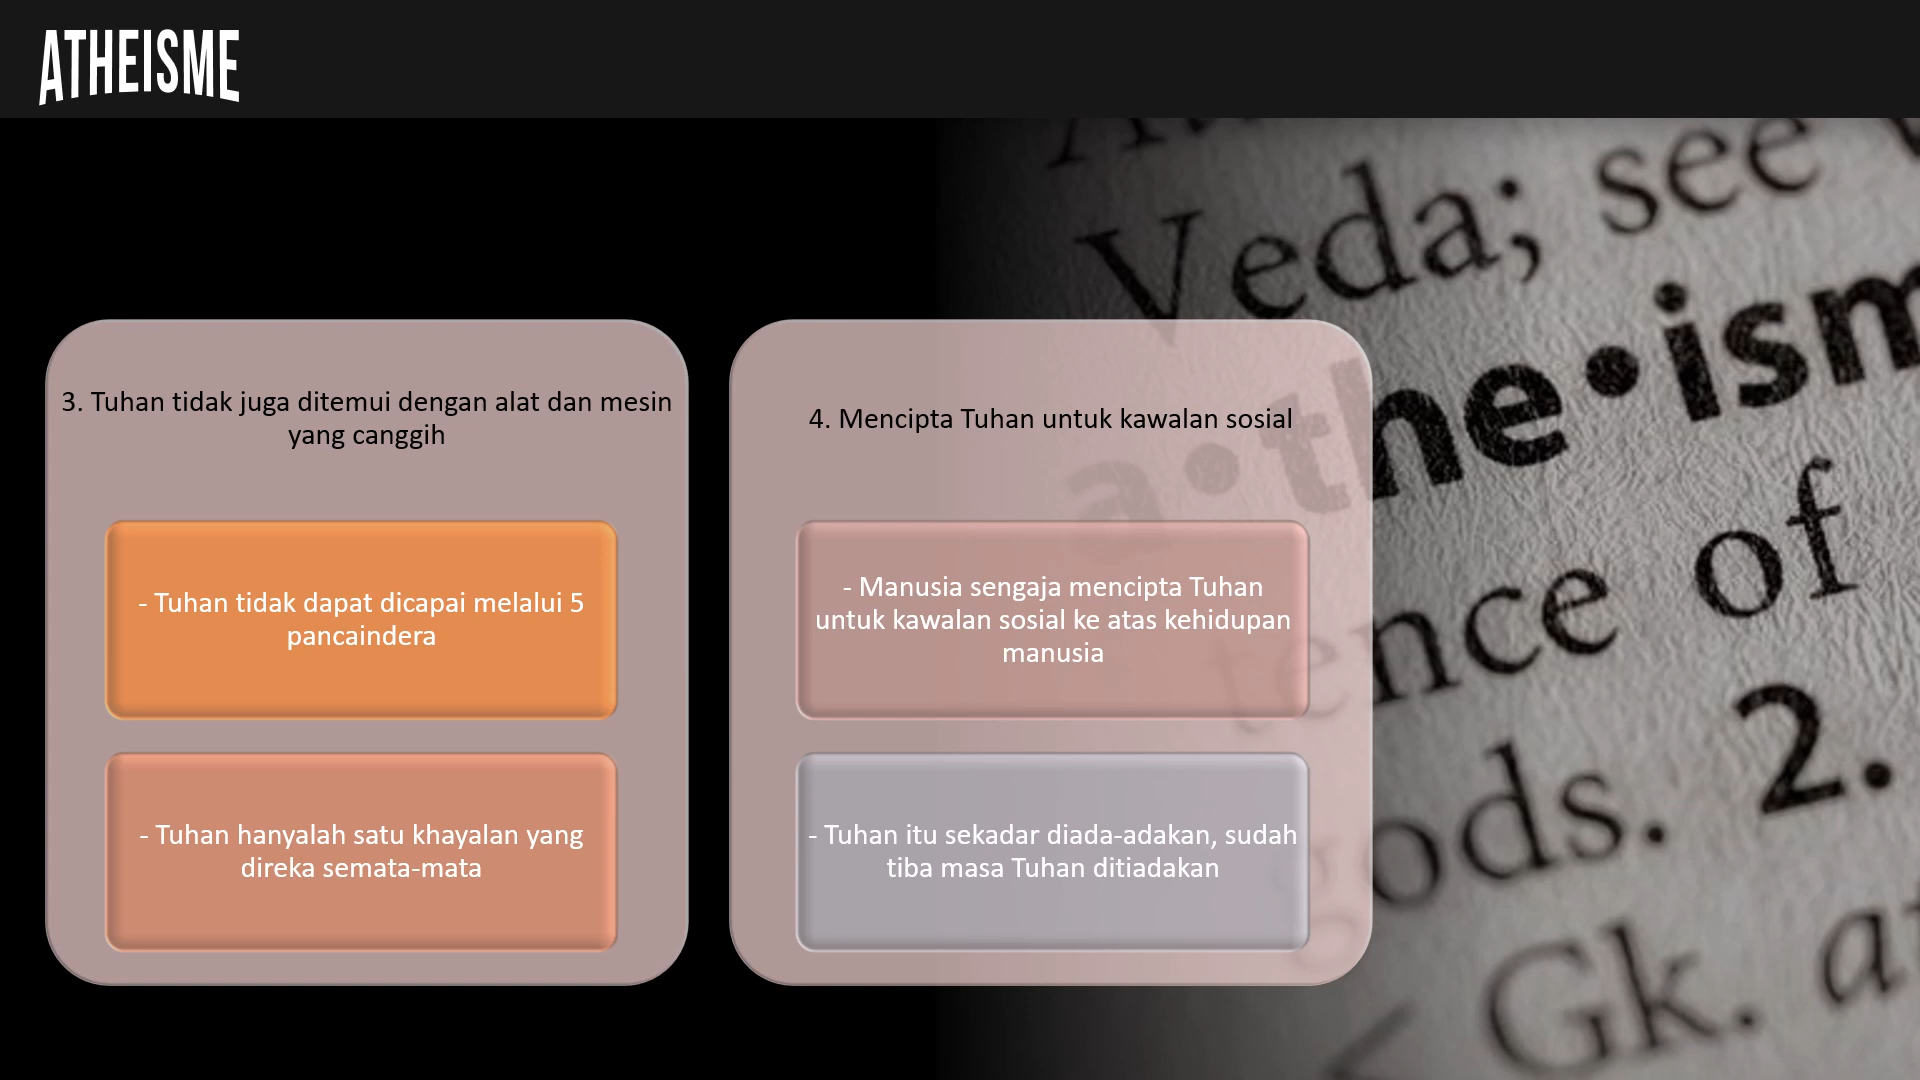 ATHEISME
3. Tuhan tidak juga ditemui dengan alat dan mesin
yang canggih
- Tuhan tidak dapat dicapai melalui 5
pancaindera
- Tuhan hanyalah satu khayalan yang
direka semata-mata
4. Mencipta Tuhan untuk kawalan sosial
- Manusia sengaja mencipta Tuhan
untuk kawalan sosial ke atas kehidupan
manusia
- Tuhan itu sekadar diada-adakan, sudah
tiba masa Tuhan ditiadakan
Veda; see
a•the•ism
tence of
gods. 2.
< Gk.